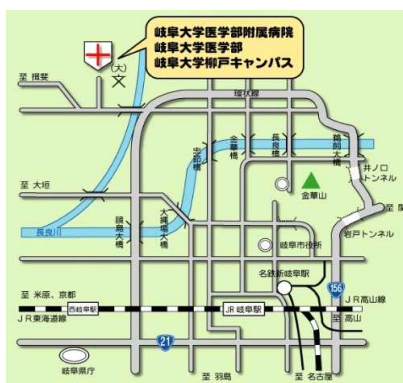 岐阜大学医学部附属病院
岐阜大学医学部
岐阜大学柳戸キャンパス
(大)
至 揖斐
環状線
忠節橋
金華橋
長良橋
鵜飼大橋
井ノ口
トンネル
至 大垣
金華山
至 関
長良川
鏡島大橋
大縄場大橋
岩戸トンネル
岐阜市役所
名鉄新岐阜駅
156
至 米原、京都
JR高山線
西岐阜駅
JR岐阜駅
JR東海道線
至 高山
21
岐阜県庁
至 羽島
至 名古屋